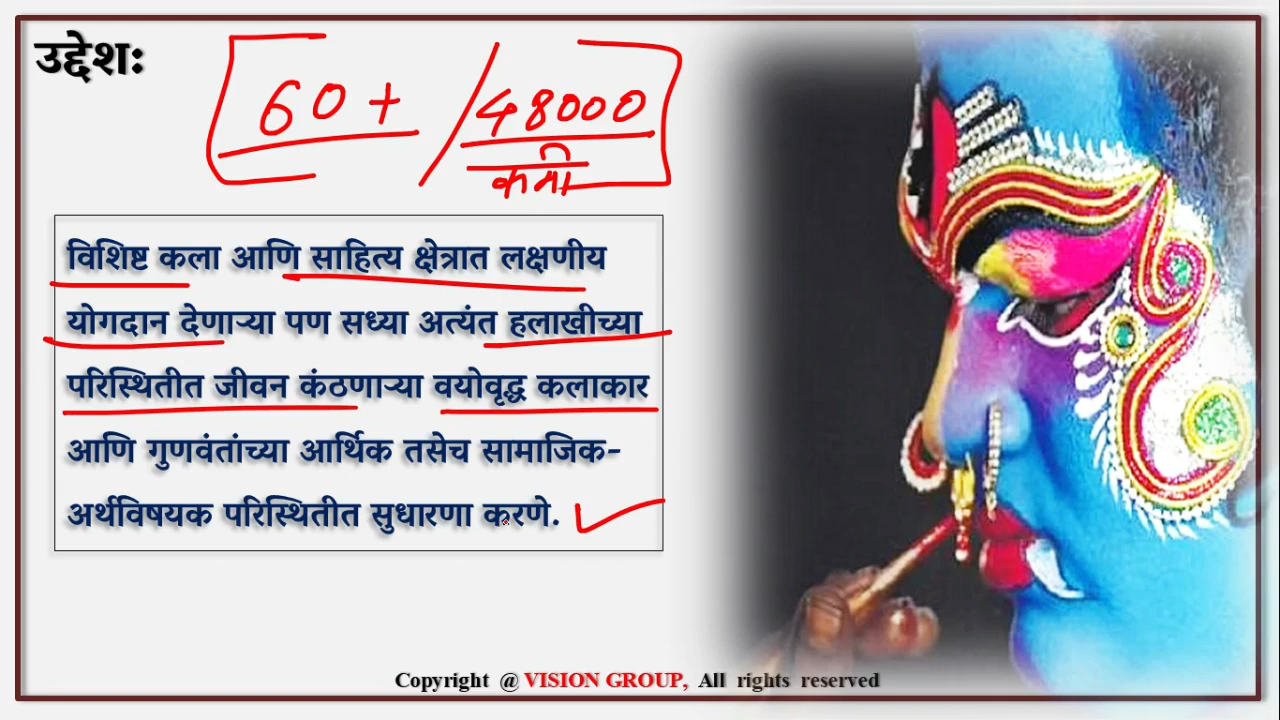 उद्देशः
60+ / 48000
कमी
विशिष्ट कला आणि साहित्य क्षेत्रात लक्षणीय
योगदान देणाऱ्या पण सध्या अत्यंत हलाखीच्या
परिस्थितीत जीवन कंठणाऱ्या वयोवृद्ध कलाकार
आणि गुणवंतांच्या आर्थिक तसेच सामाजिक-
अर्थविषयक परिस्थितीत सुधारणा करणे.
Copyright @ VISION GROUP, All rights reserved